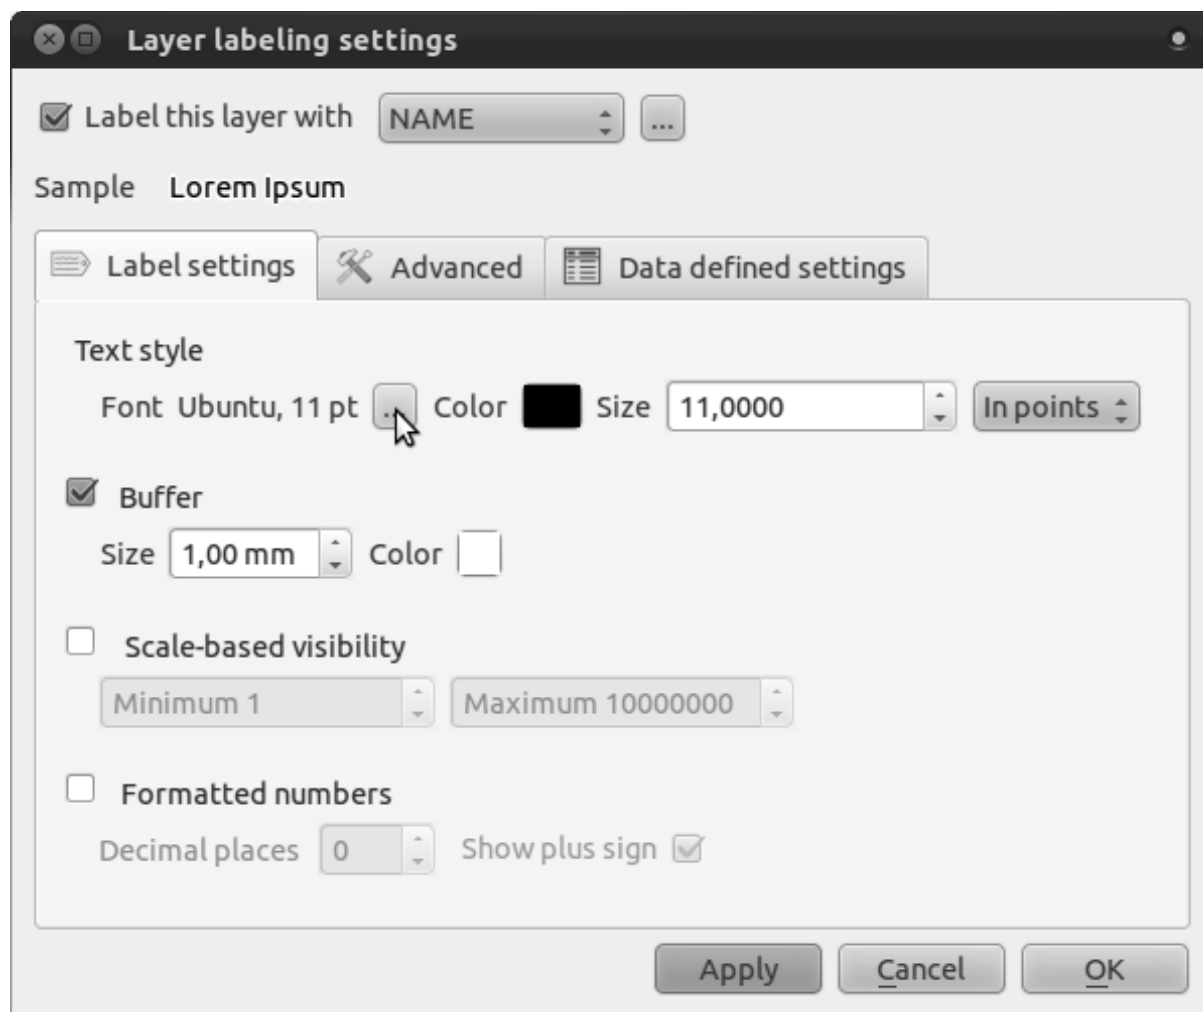 Layer labeling settings
Label this layer with NAME ...
Sample Lorem Ipsum
Label settings Advanced Data defined settings
Text style
Font Ubuntu, 11 pt ... Color Size 11,0000 In points
Buffer
Size 1,00 mm Color
Scale-based visibility
Minimum 1 Maximum 10000000
Formatted numbers
Decimal places 0 Show plus sign
Apply Cancel OK